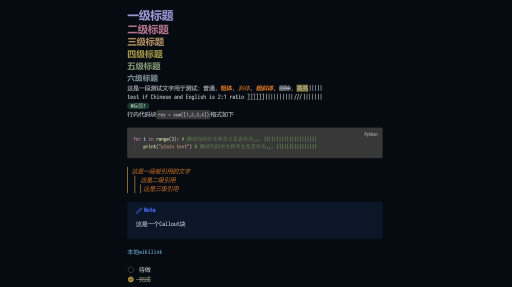 一级标题
二级标题
三级标题
四级标题
五级标题
六级标题
这是一段测试文字用于测试: 普通, 粗体, 斜体, 粗斜体, 删除, 高亮||||||
test if Chinese and English is 2:1 ratio ]]]]]]||||||||||///|||||||
#标签1
行内代码块res = sum([1,2,3,4])格式如下
Python
for i in range(3): # 测试代码中文体英文是否对齐,,. ||||||||||||||||||||
print("plain text") # 测试代码中文体英文是否对齐,,. ||||||||||||||||
这是一段被引用的文字
这是二级引用
这是三级引用
Note
这是一个Callout块
本地wikilink
待做
完成